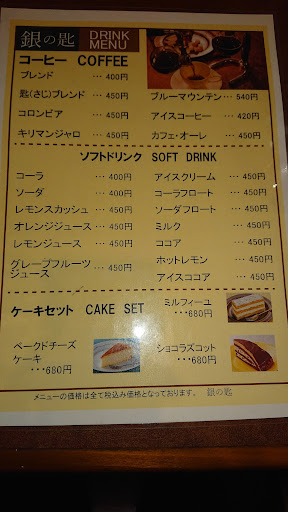 銀の匙 DRINK MENU
コーヒー COFFEE
ブレンド ･･･ 400円
匙(さじ)ブレンド ･･･ 450円
コロンビア ･･･ 450円
キリマンジャロ ･･･ 450円
ブルーマウンテン ･･･ 540円
アイスコーヒー ･･･ 420円
カフェ・オーレ ･･･ 450円
ソフトドリンク SOFT DRINK
コーラ ･･･ 400円
ソーダ ･･･ 400円
レモンスカッシュ ･･･ 450円
オレンジジュース ･･･ 450円
レモンジュース ･･･ 450円
グレープフルーツ
ジュース ･･･ 450円
アイスクリーム ･･･ 450円
コーラフロート ･･･ 450円
ソーダフロート ･･･ 450円
ミルク ･･･ 450円
ココア ･･･ 450円
ホットレモン ･･･ 450円
アイスココア ･･･ 450円
ケーキセット CAKE SET
ミルフィーユ
･･･680円
ベークドチーズ
ケーキ
･･･680円
ショコラズコット
･･･680円
メニューの価格は全て税込み価格となっております。 銀の匙